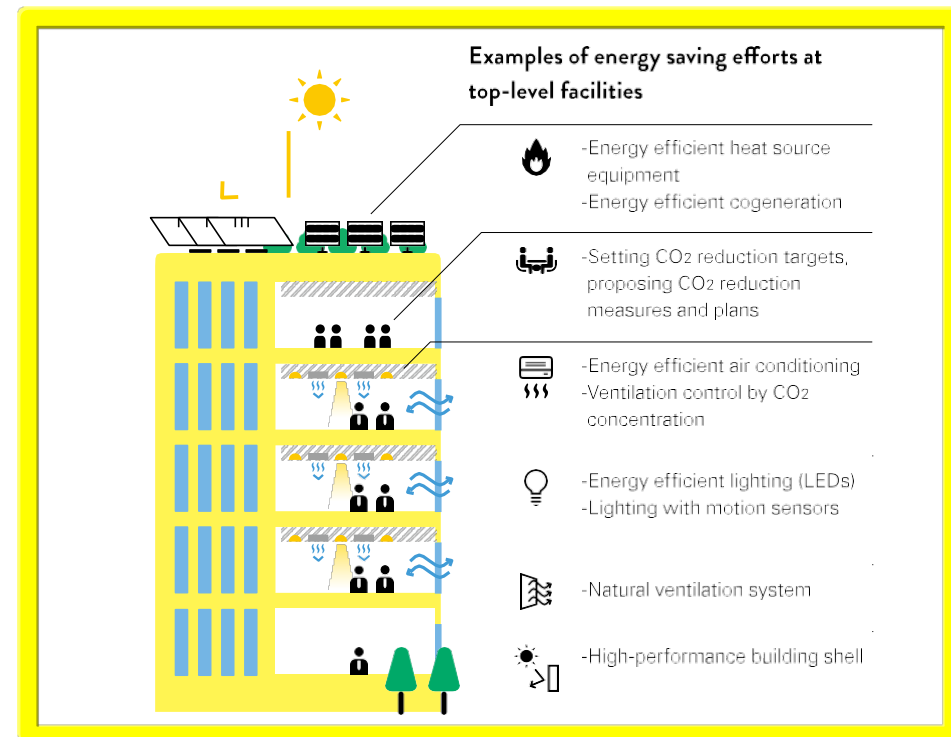 Examples of energy saving efforts at
top-level facilities
-Energy efficient heat source
equipment
-Energy efficient cogeneration
-Setting CO2 reduction targets,
proposing CO2 reduction
measures and plans
-Energy efficient air conditioning
-Ventilation control by CO2
concentration
-Energy efficient lighting (LEDs)
-Lighting with motion sensors
-Natural ventilation system
-High-performance building shell